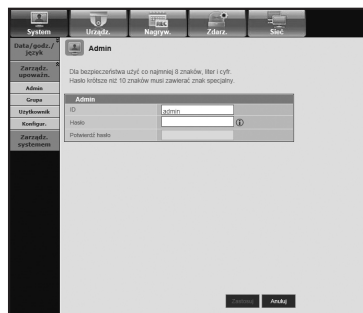 System Urządz. Nagryw. Zdarz. Sieć
Data/godz./
język
Admin
Zarządz.
upoważn.
Dla bezpieczeństwa użyć co najmniej 8 znaków, liter i cyfr.
Hasło krótsze niż 10 znaków musi zawierać znak specjalny.
Admin
Grupa
Użytkownik
Konfigur.
Zarządz.
systemem
Admin
ID admin
Hasło
Potwierdź hasło
Zastosuj Anuluj